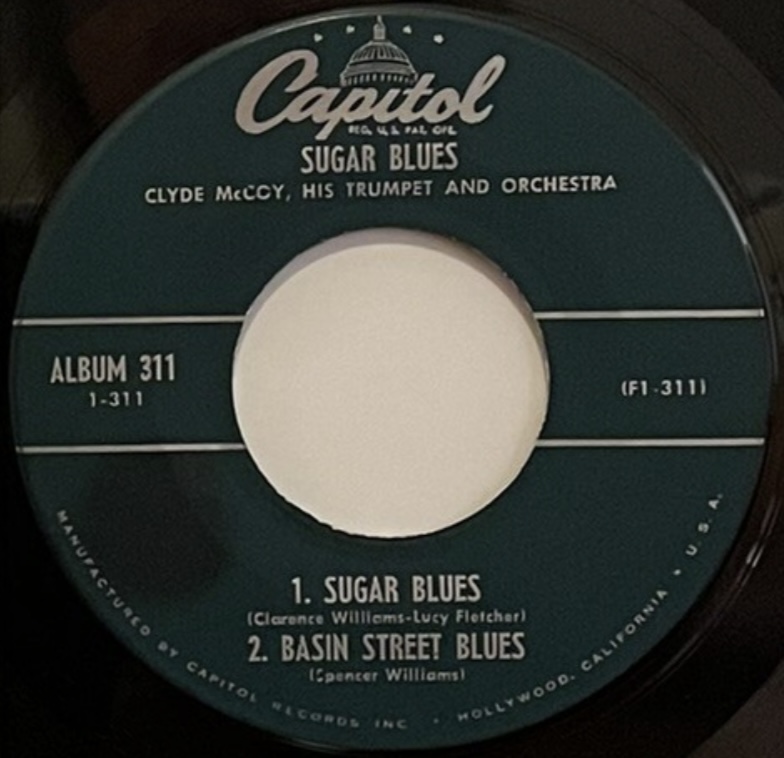 Capitol
REG. U.S. PAT. OFF.
SUGAR BLUES
CLYDE McCOY, HIS TRUMPET AND ORCHESTRA
ALBUM 311
1-311
(F1-311)
1. SUGAR BLUES
(Clarence Williams-Lucy Fletcher)
2. BASIN STREET BLUES
(Spencer Williams)
MANUFACTURED BY CAPITOL RECORDS INC • HOLLYWOOD, CALIFORNIA • U.S.A.